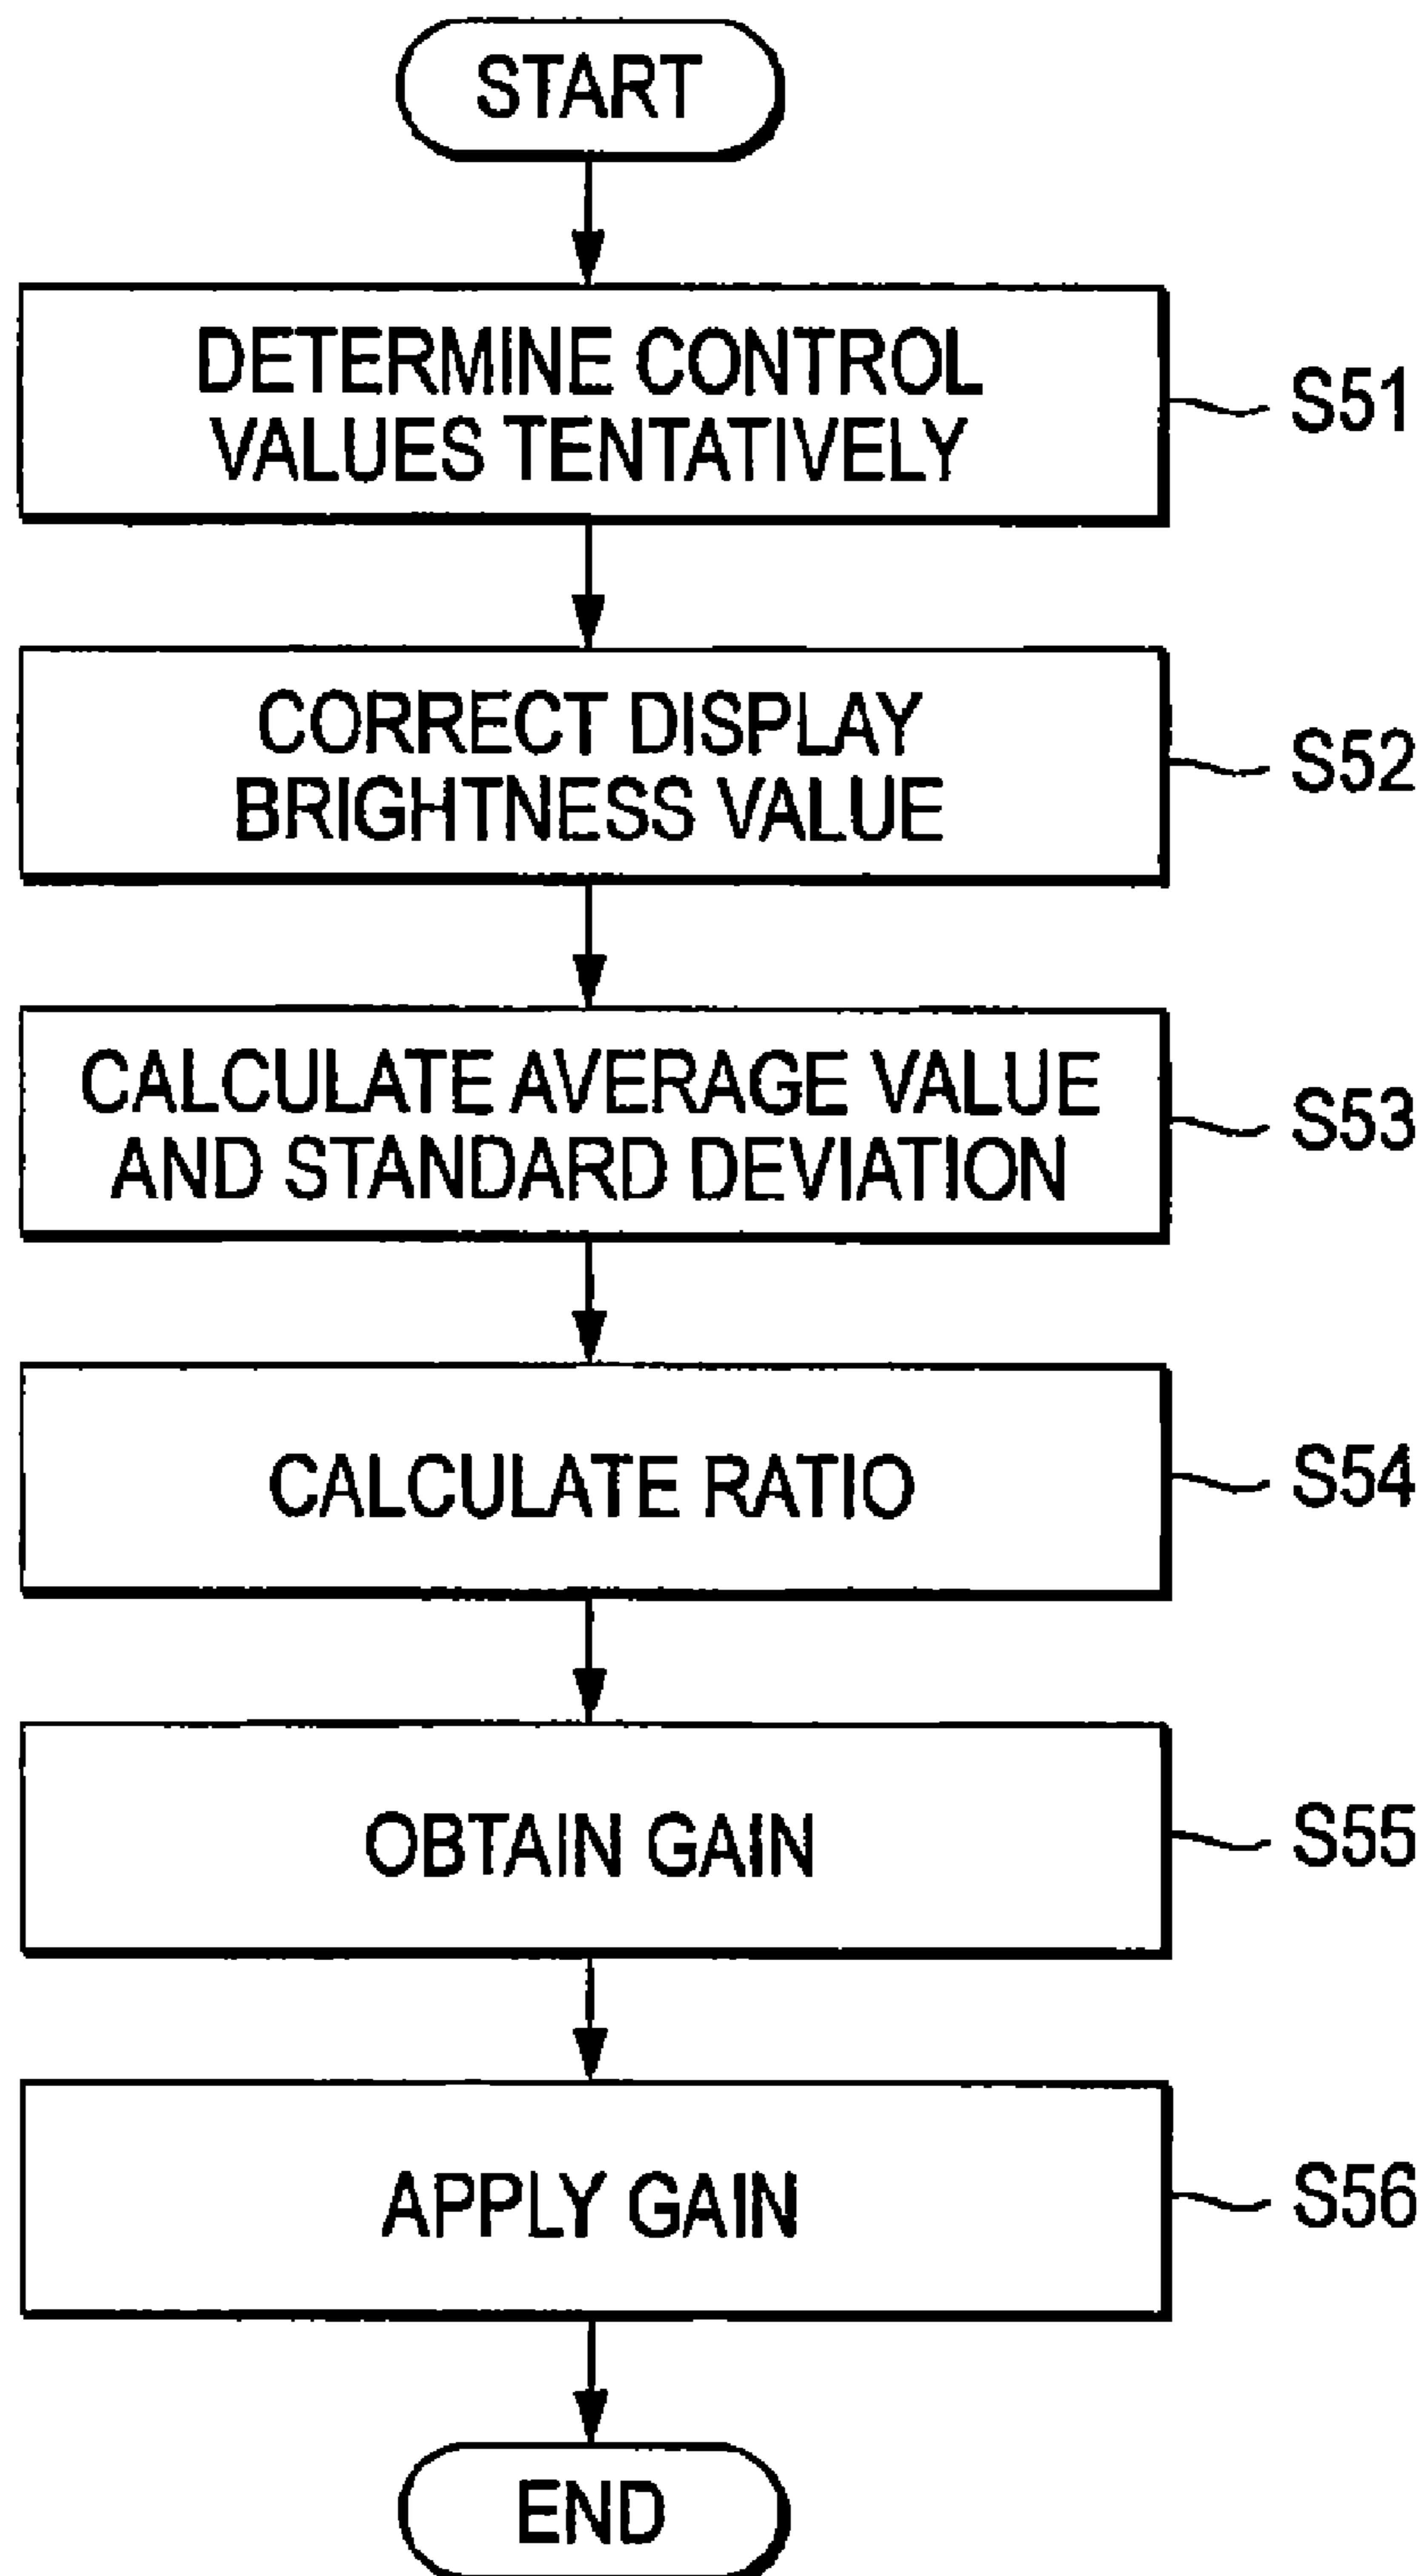 START
DETERMINE CONTROL
VALUES TENTATIVELY
S51
CORRECT DISPLAY
BRIGHTNESS VALUE
S52
CALCULATE AVERAGE VALUE
AND STANDARD DEVIATION
S53
CALCULATE RATIO
S54
OBTAIN GAIN
S55
APPLY GAIN
S56
END